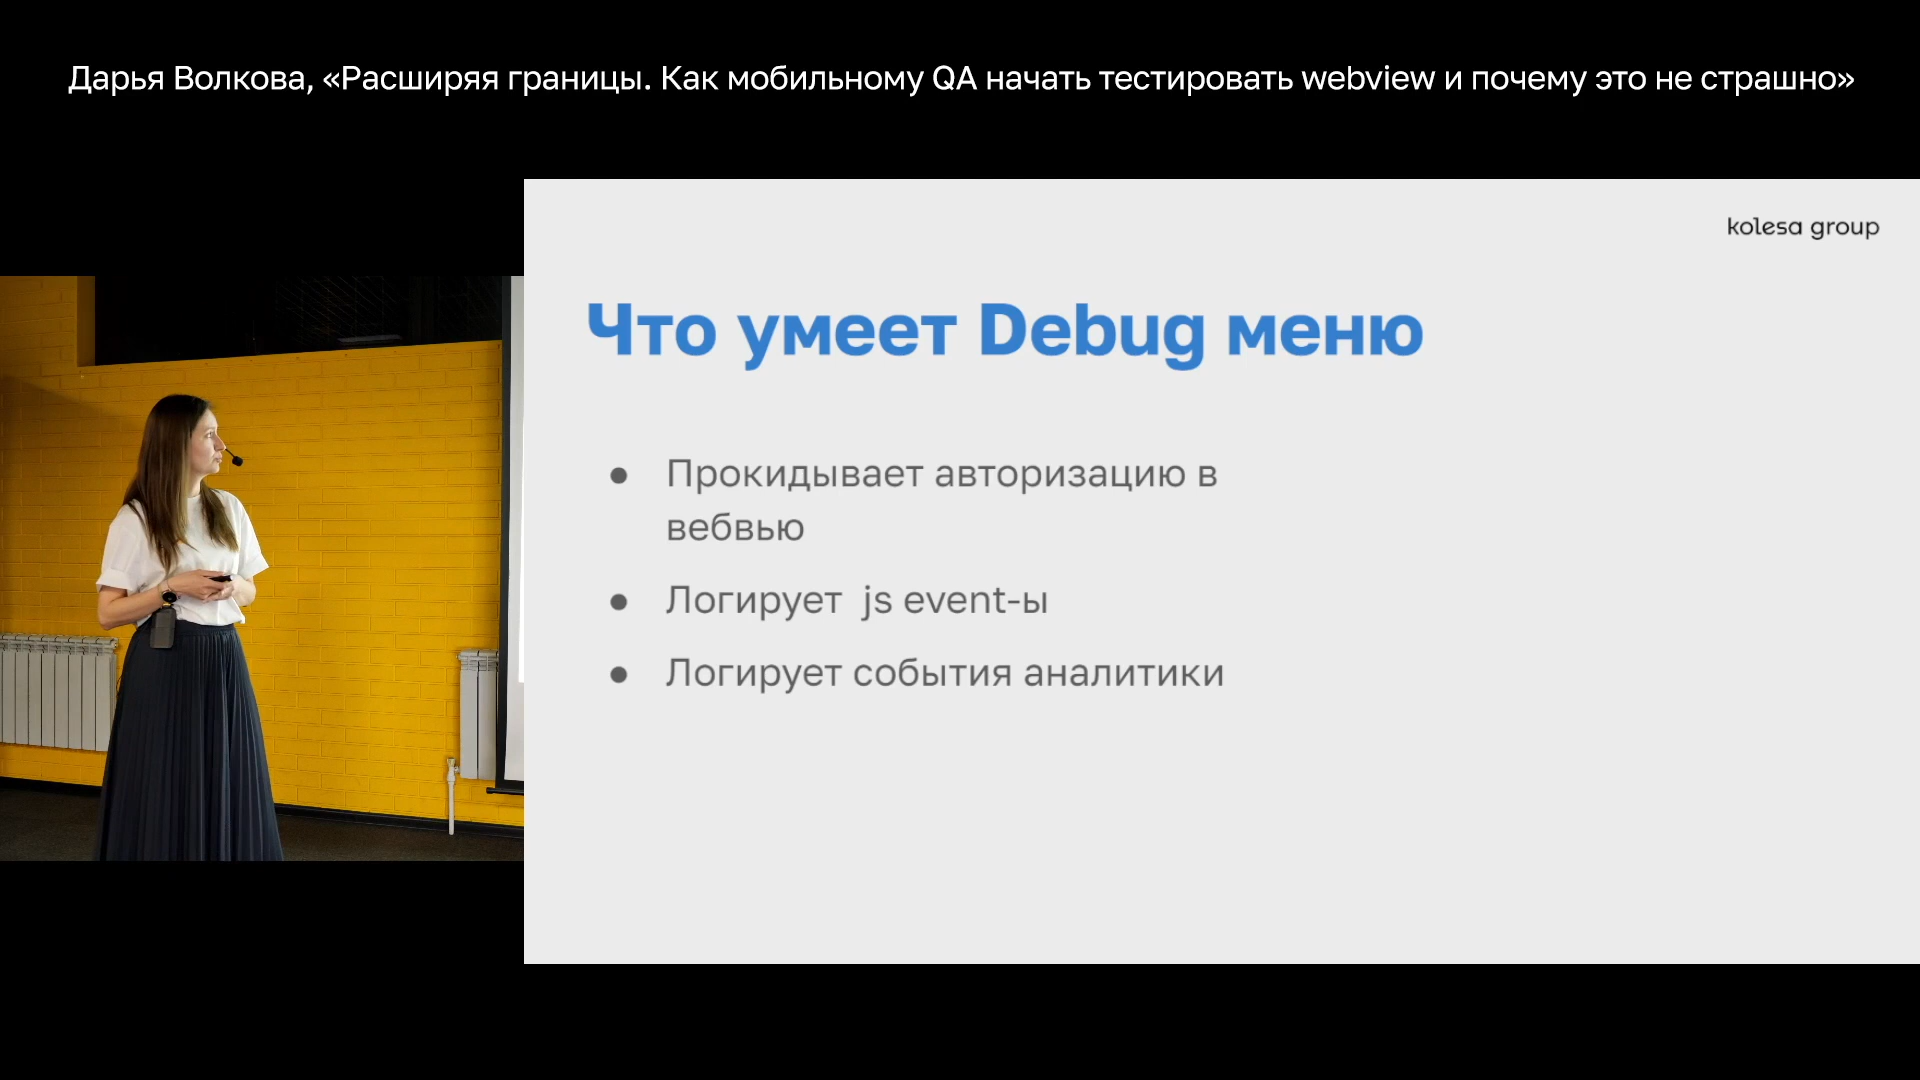 Дарья Волкова, «Расширяя границы. Как мобильному QA начать тестировать webview и почему это не страшно»
kolesa group
Что умеет Debug меню
● Прокидывает авторизацию в
вебвью
● Логирует js event-ы
● Логирует события аналитики